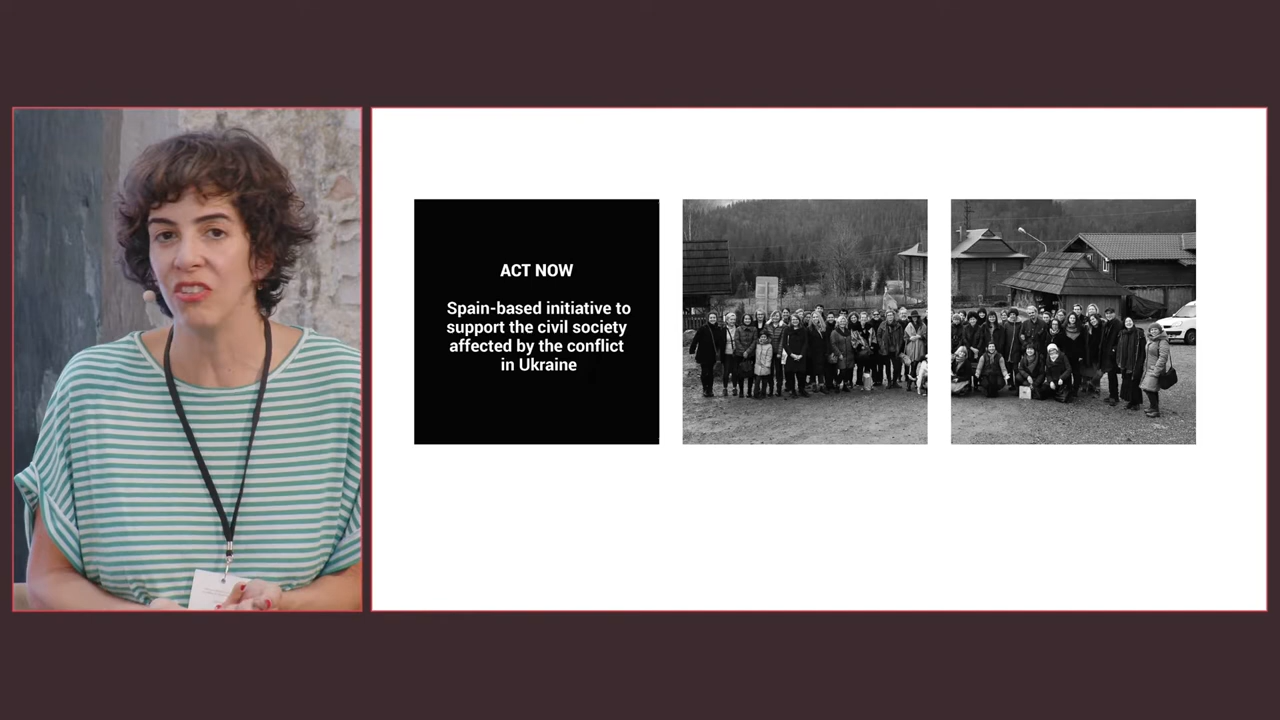 ACT NOW
Spain-based initiative to
support the civil society
affected by the conflict
in Ukraine